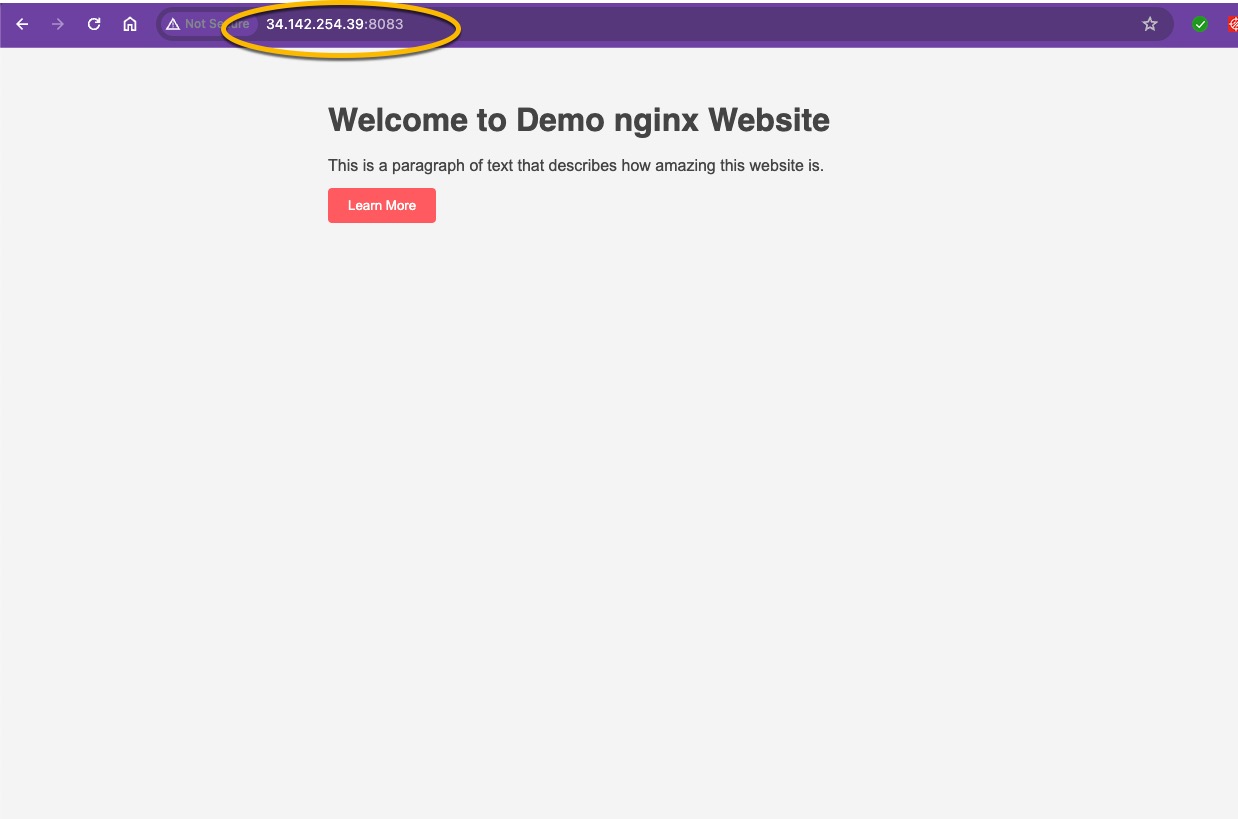 Not Secure 34.142.254.39:8083
Welcome to Demo nginx Website
This is a paragraph of text that describes how amazing this website is.
Learn More